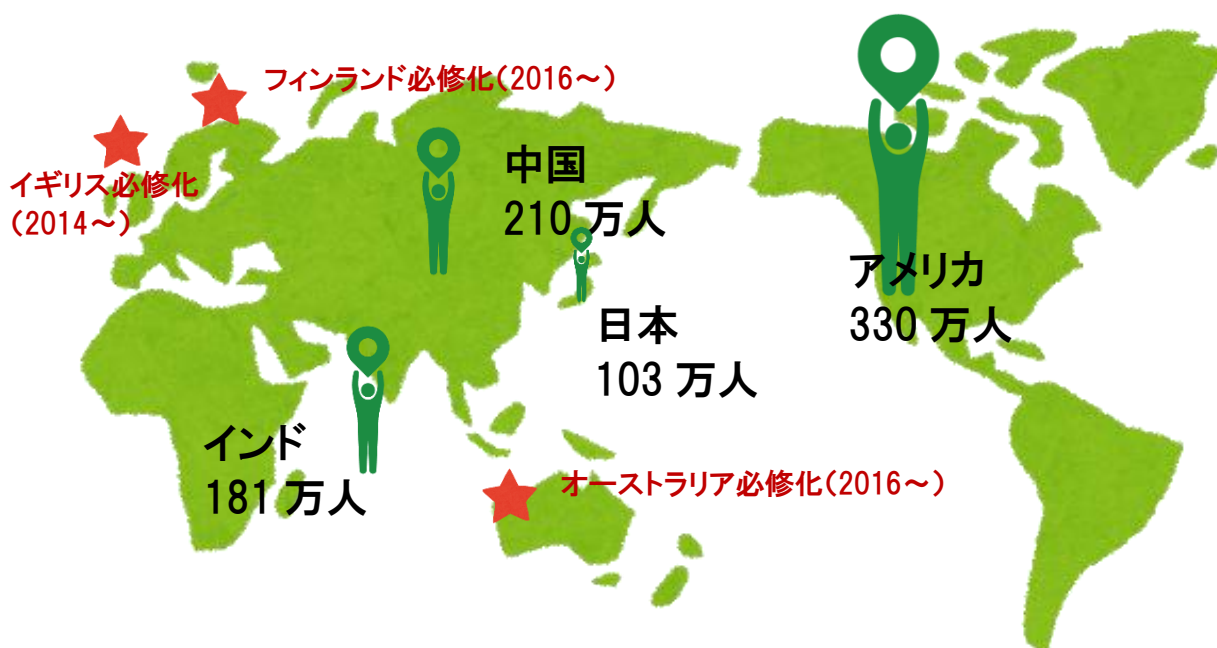 フィンランド必修化(2016～)
イギリス必修化
(2014～)
中国
210 万人
日本
103 万人
アメリカ
330 万人
インド
181 万人
オーストラリア必修化(2016～)